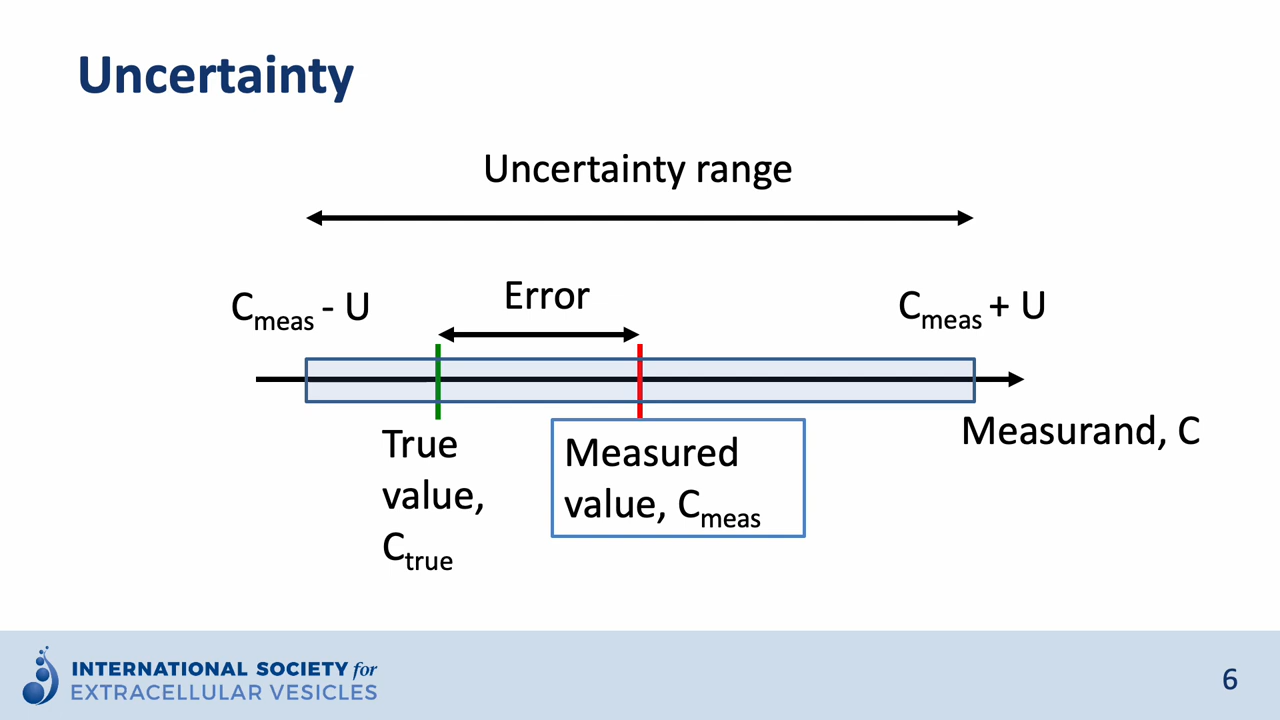 Uncertainty
Uncertainty range
Error
Cmeas - U
Cmeas + U
True
value,
Ctrue
Measured
value, Cmeas
Measurand, C
INTERNATIONAL SOCIETY for
EXTRACELLULAR VESICLES
6